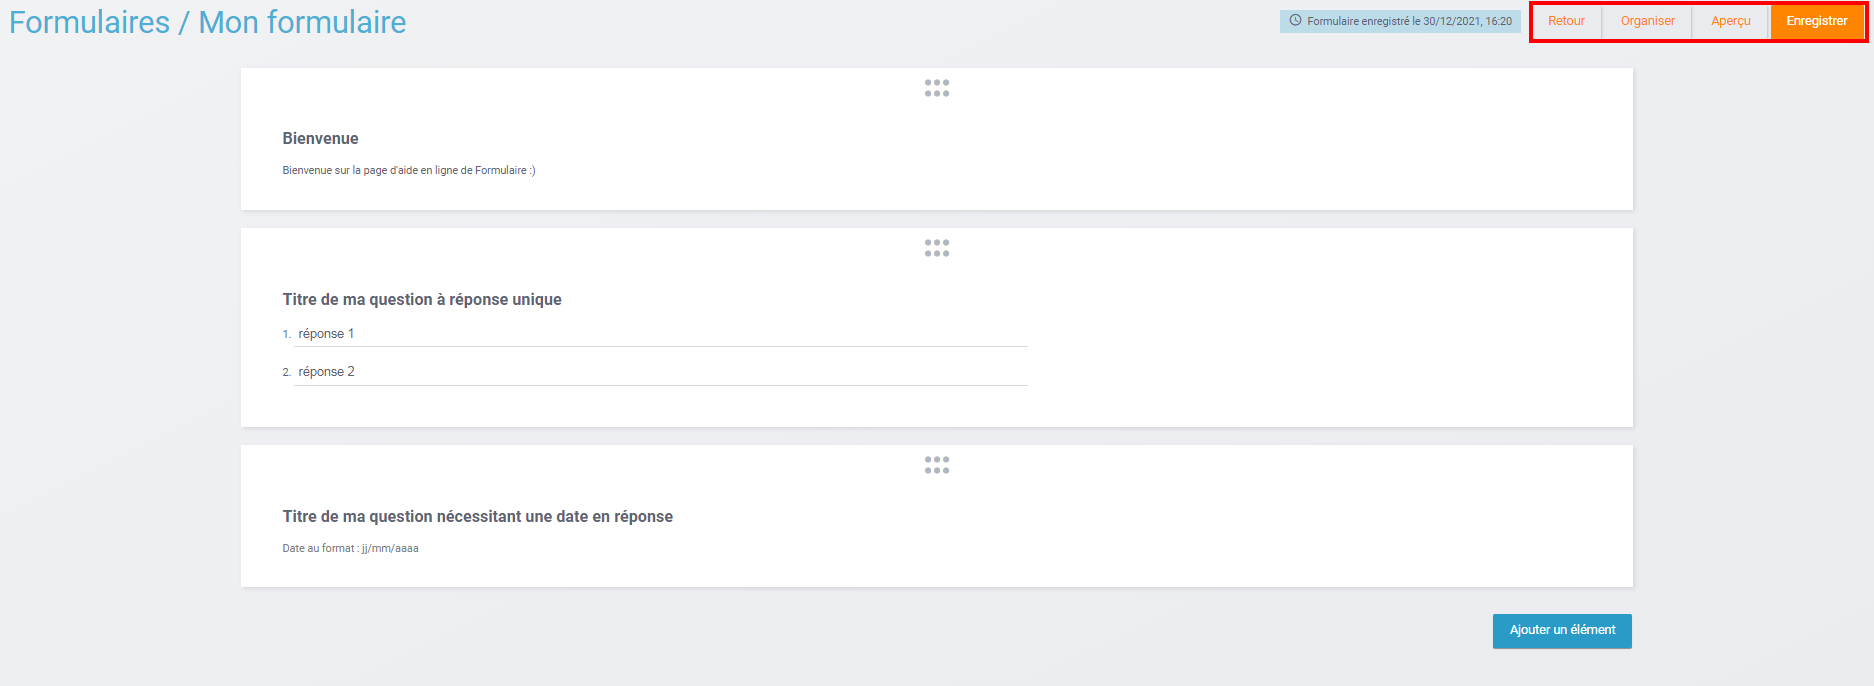 Formulaires / Mon formulaire
Formulaire enregistré le 30/12/2021, 16:20
Retour
Organiser
Aperçu
Enregistrer
Bienvenue
Bienvenue sur la page d'aide en ligne de Formulaire :)
Titre de ma question à réponse unique
1. réponse 1
2. réponse 2
Titre de ma question nécessitant une date en réponse
Date au format : jj/mm/aaaa
Ajouter un élément